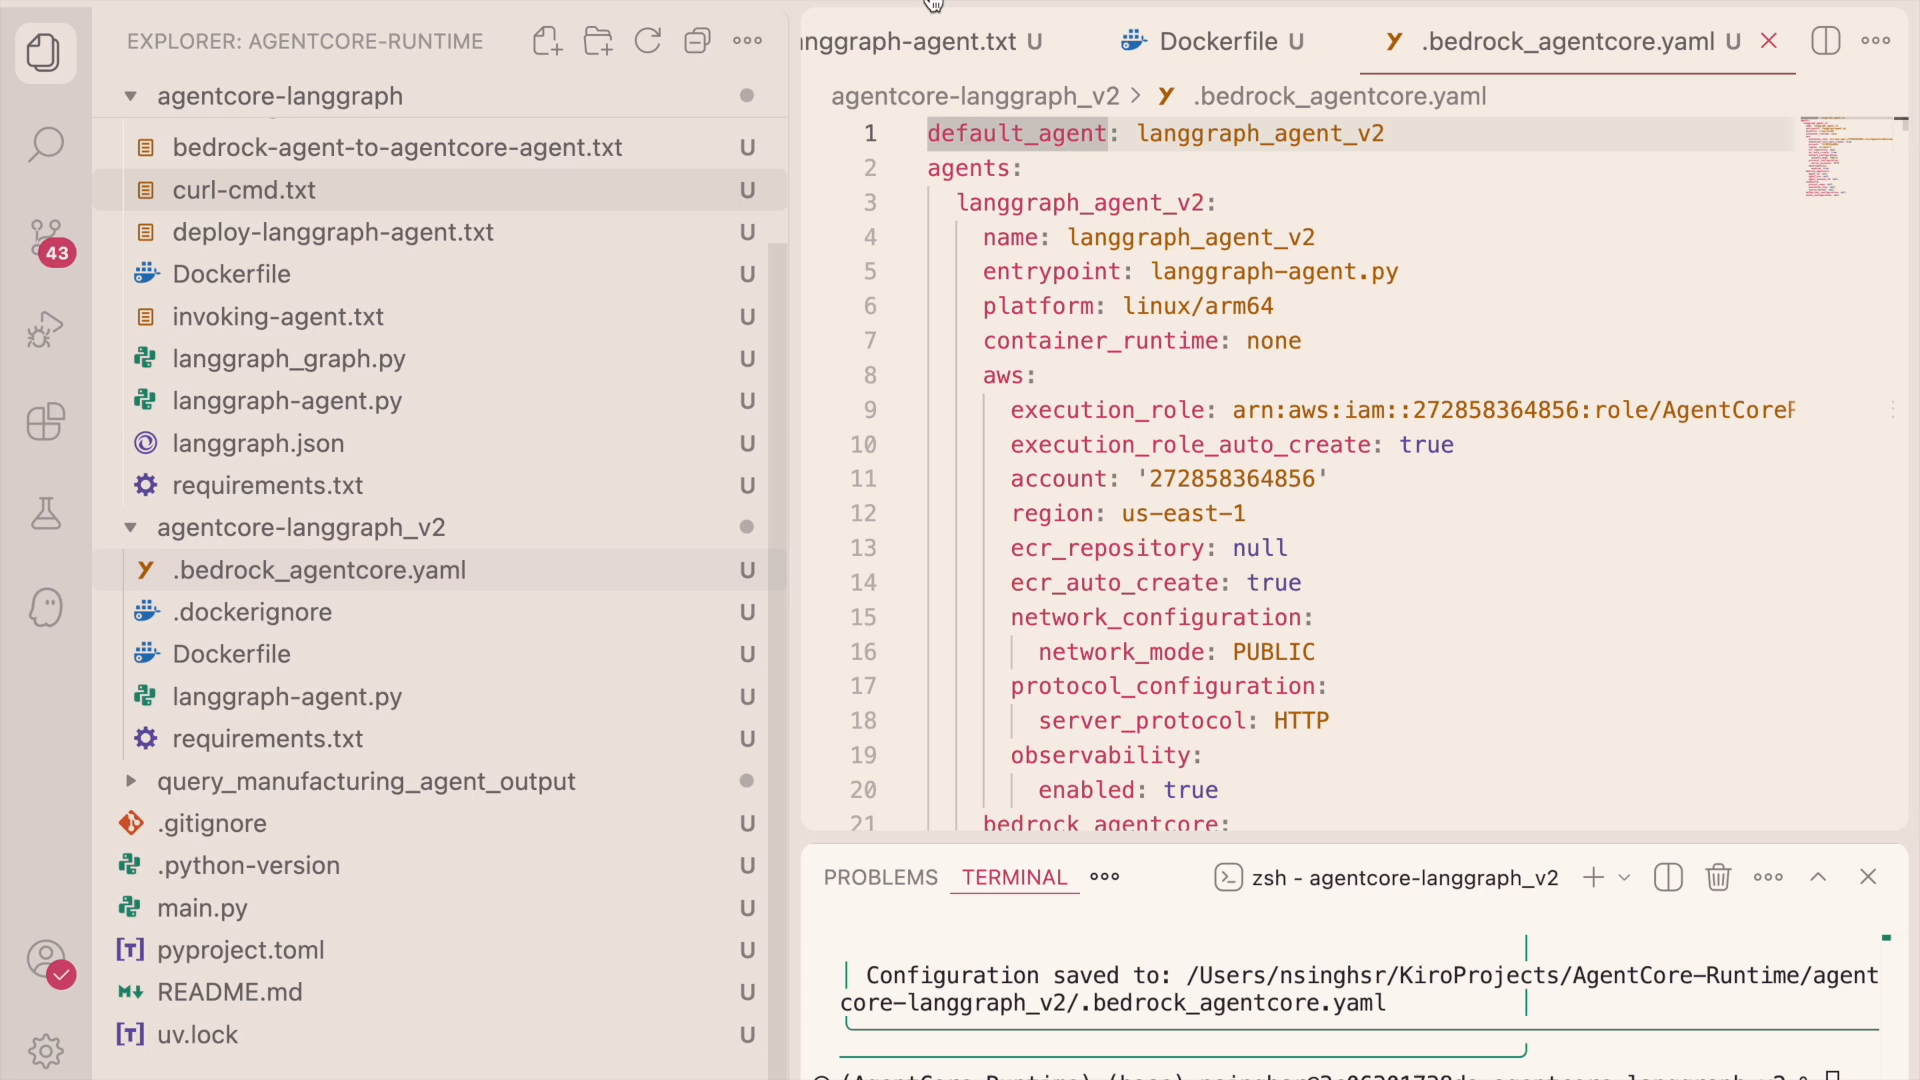 EXPLORER: AGENTCORE-RUNTIME
agentcore-langgraph
bedrock-agent-to-agentcore-agent.txt U
curl-cmd.txt U
deploy-langgraph-agent.txt U
Dockerfile U
invoking-agent.txt U
langgraph_graph.py U
langgraph-agent.py U
langgraph.json U
requirements.txt U
agentcore-langgraph_v2
.bedrock_agentcore.yaml U
.dockerignore U
Dockerfile U
langgraph-agent.py U
requirements.txt U
query_manufacturing_agent_output
.gitignore U
.python-version U
main.py U
pyproject.toml U
README.md U
uv.lock U
43
nggraph-agent.txt U Dockerfile U .bedrock_agentcore.yaml U
agentcore-langgraph_v2 > .bedrock_agentcore.yaml
1 default_agent: langgraph_agent_v2
2 agents:
3 langgraph_agent_v2:
4 name: langgraph_agent_v2
5 entrypoint: langgraph-agent.py
6 platform: linux/arm64
7 container_runtime: none
8 aws:
9 execution_role: arn:aws:iam::272858364856:role/AgentCore
10 execution_role_auto_create: true
11 account: '272858364856'
12 region: us-east-1
13 ecr_repository: null
14 ecr_auto_create: true
15 network_configuration:
16 network_mode: PUBLIC
17 protocol_configuration:
18 server_protocol: HTTP
19 observability:
20 enabled: true
21 bedrock_agentcore:
PROBLEMS TERMINAL zsh - agentcore-langgraph_v2
Configuration saved to: /Users/nsinghsr/KiroProjects/AgentCore-Runtime/agent
core-langgraph_v2/.bedrock_agentcore.yaml